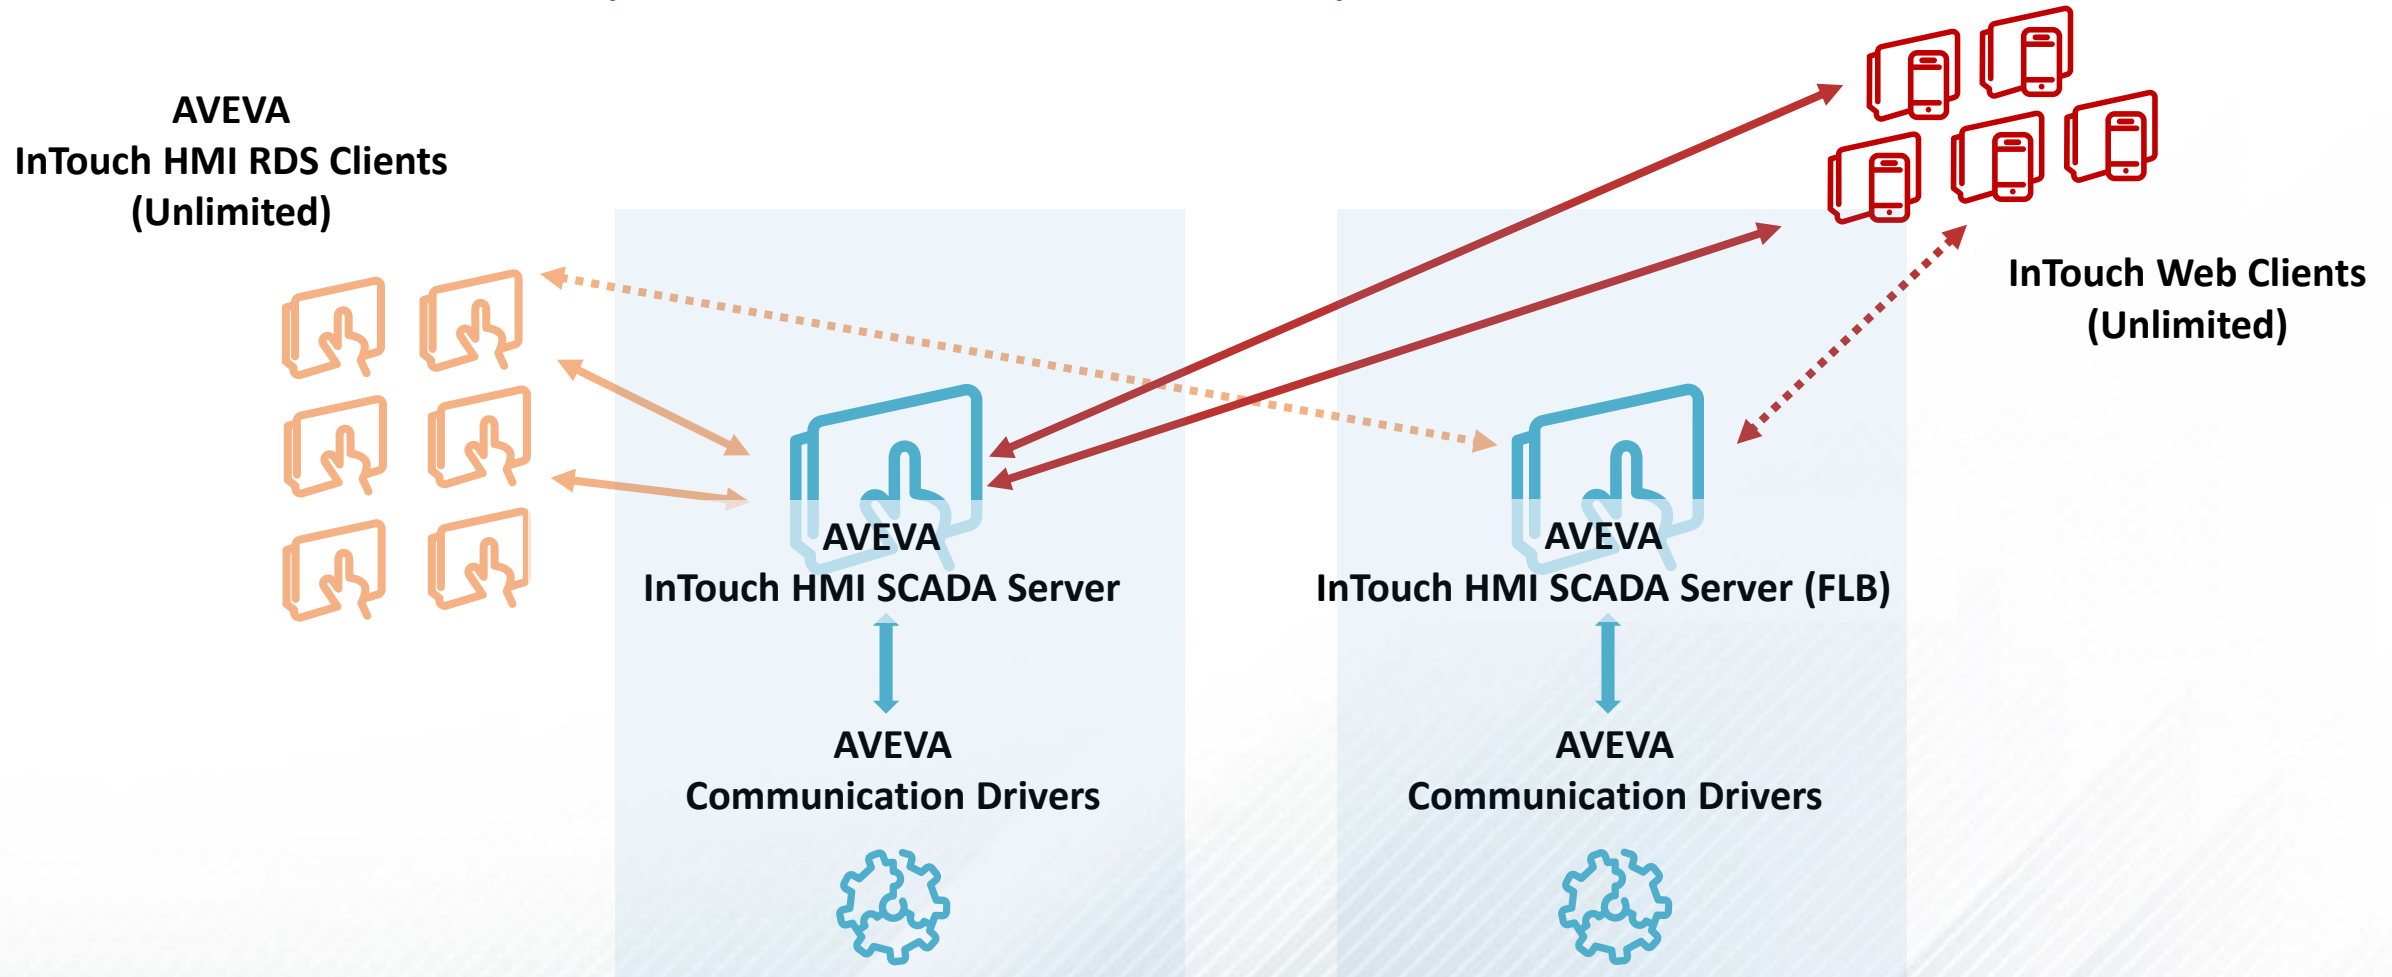 AVEVA
InTouch HMI RDS Clients
(Unlimited)
InTouch Web Clients
(Unlimited)
AVEVA
InTouch HMI SCADA Server
AVEVA
InTouch HMI SCADA Server (FLB)
AVEVA
Communication Drivers
AVEVA
Communication Drivers